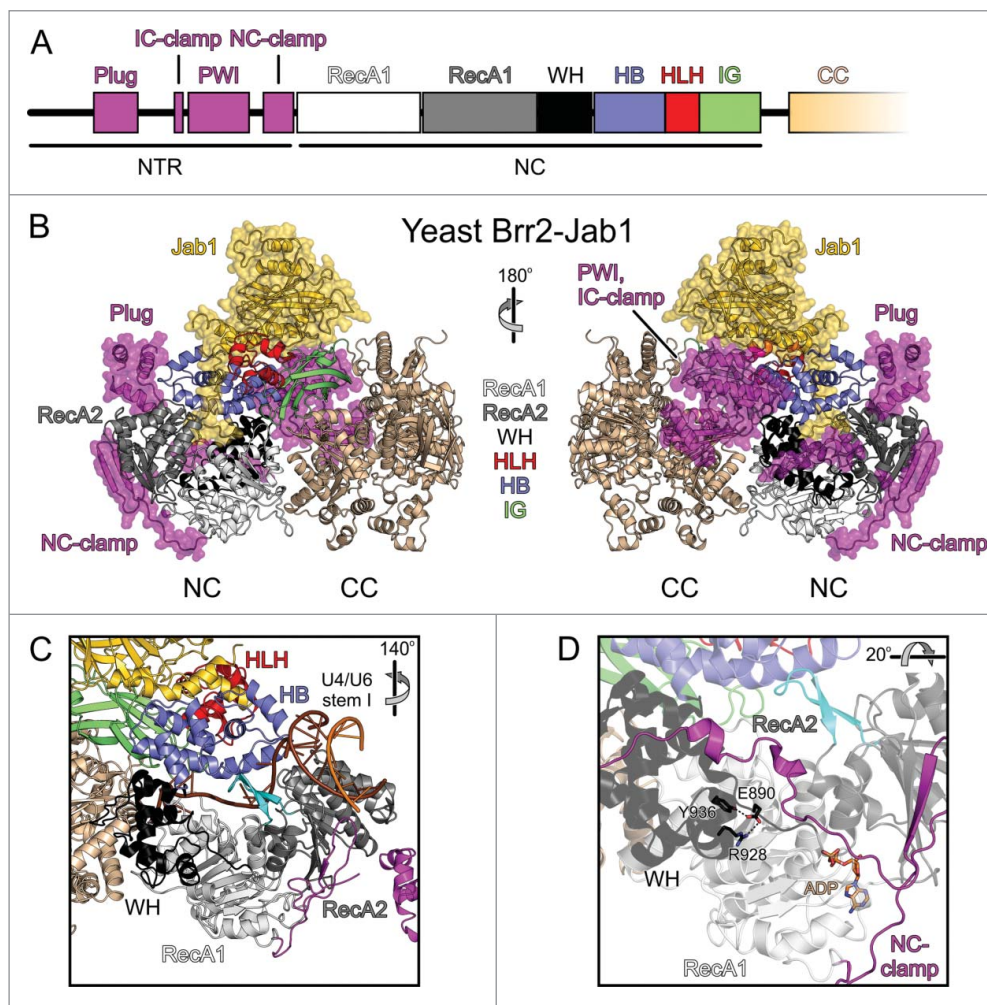 A
IC-clamp NC-clamp
Plug PWI RecA1 RecA1 WH HB HLH IG CC
NTR NC
B Yeast Brr2-Jab1
Jab1 180° Jab1
PWI,
IC-clamp
Plug Plug
RecA2
RecA1
RecA2
WH
HLH
HB
IG
NC-clamp NC-clamp
NC CC CC NC
C
HLH
HB
U4/U6
stem I
140°
WH
RecA1
RecA2
D
20°
RecA2
E890
Y936
R928
WH
ADP
RecA1
NC-
clamp